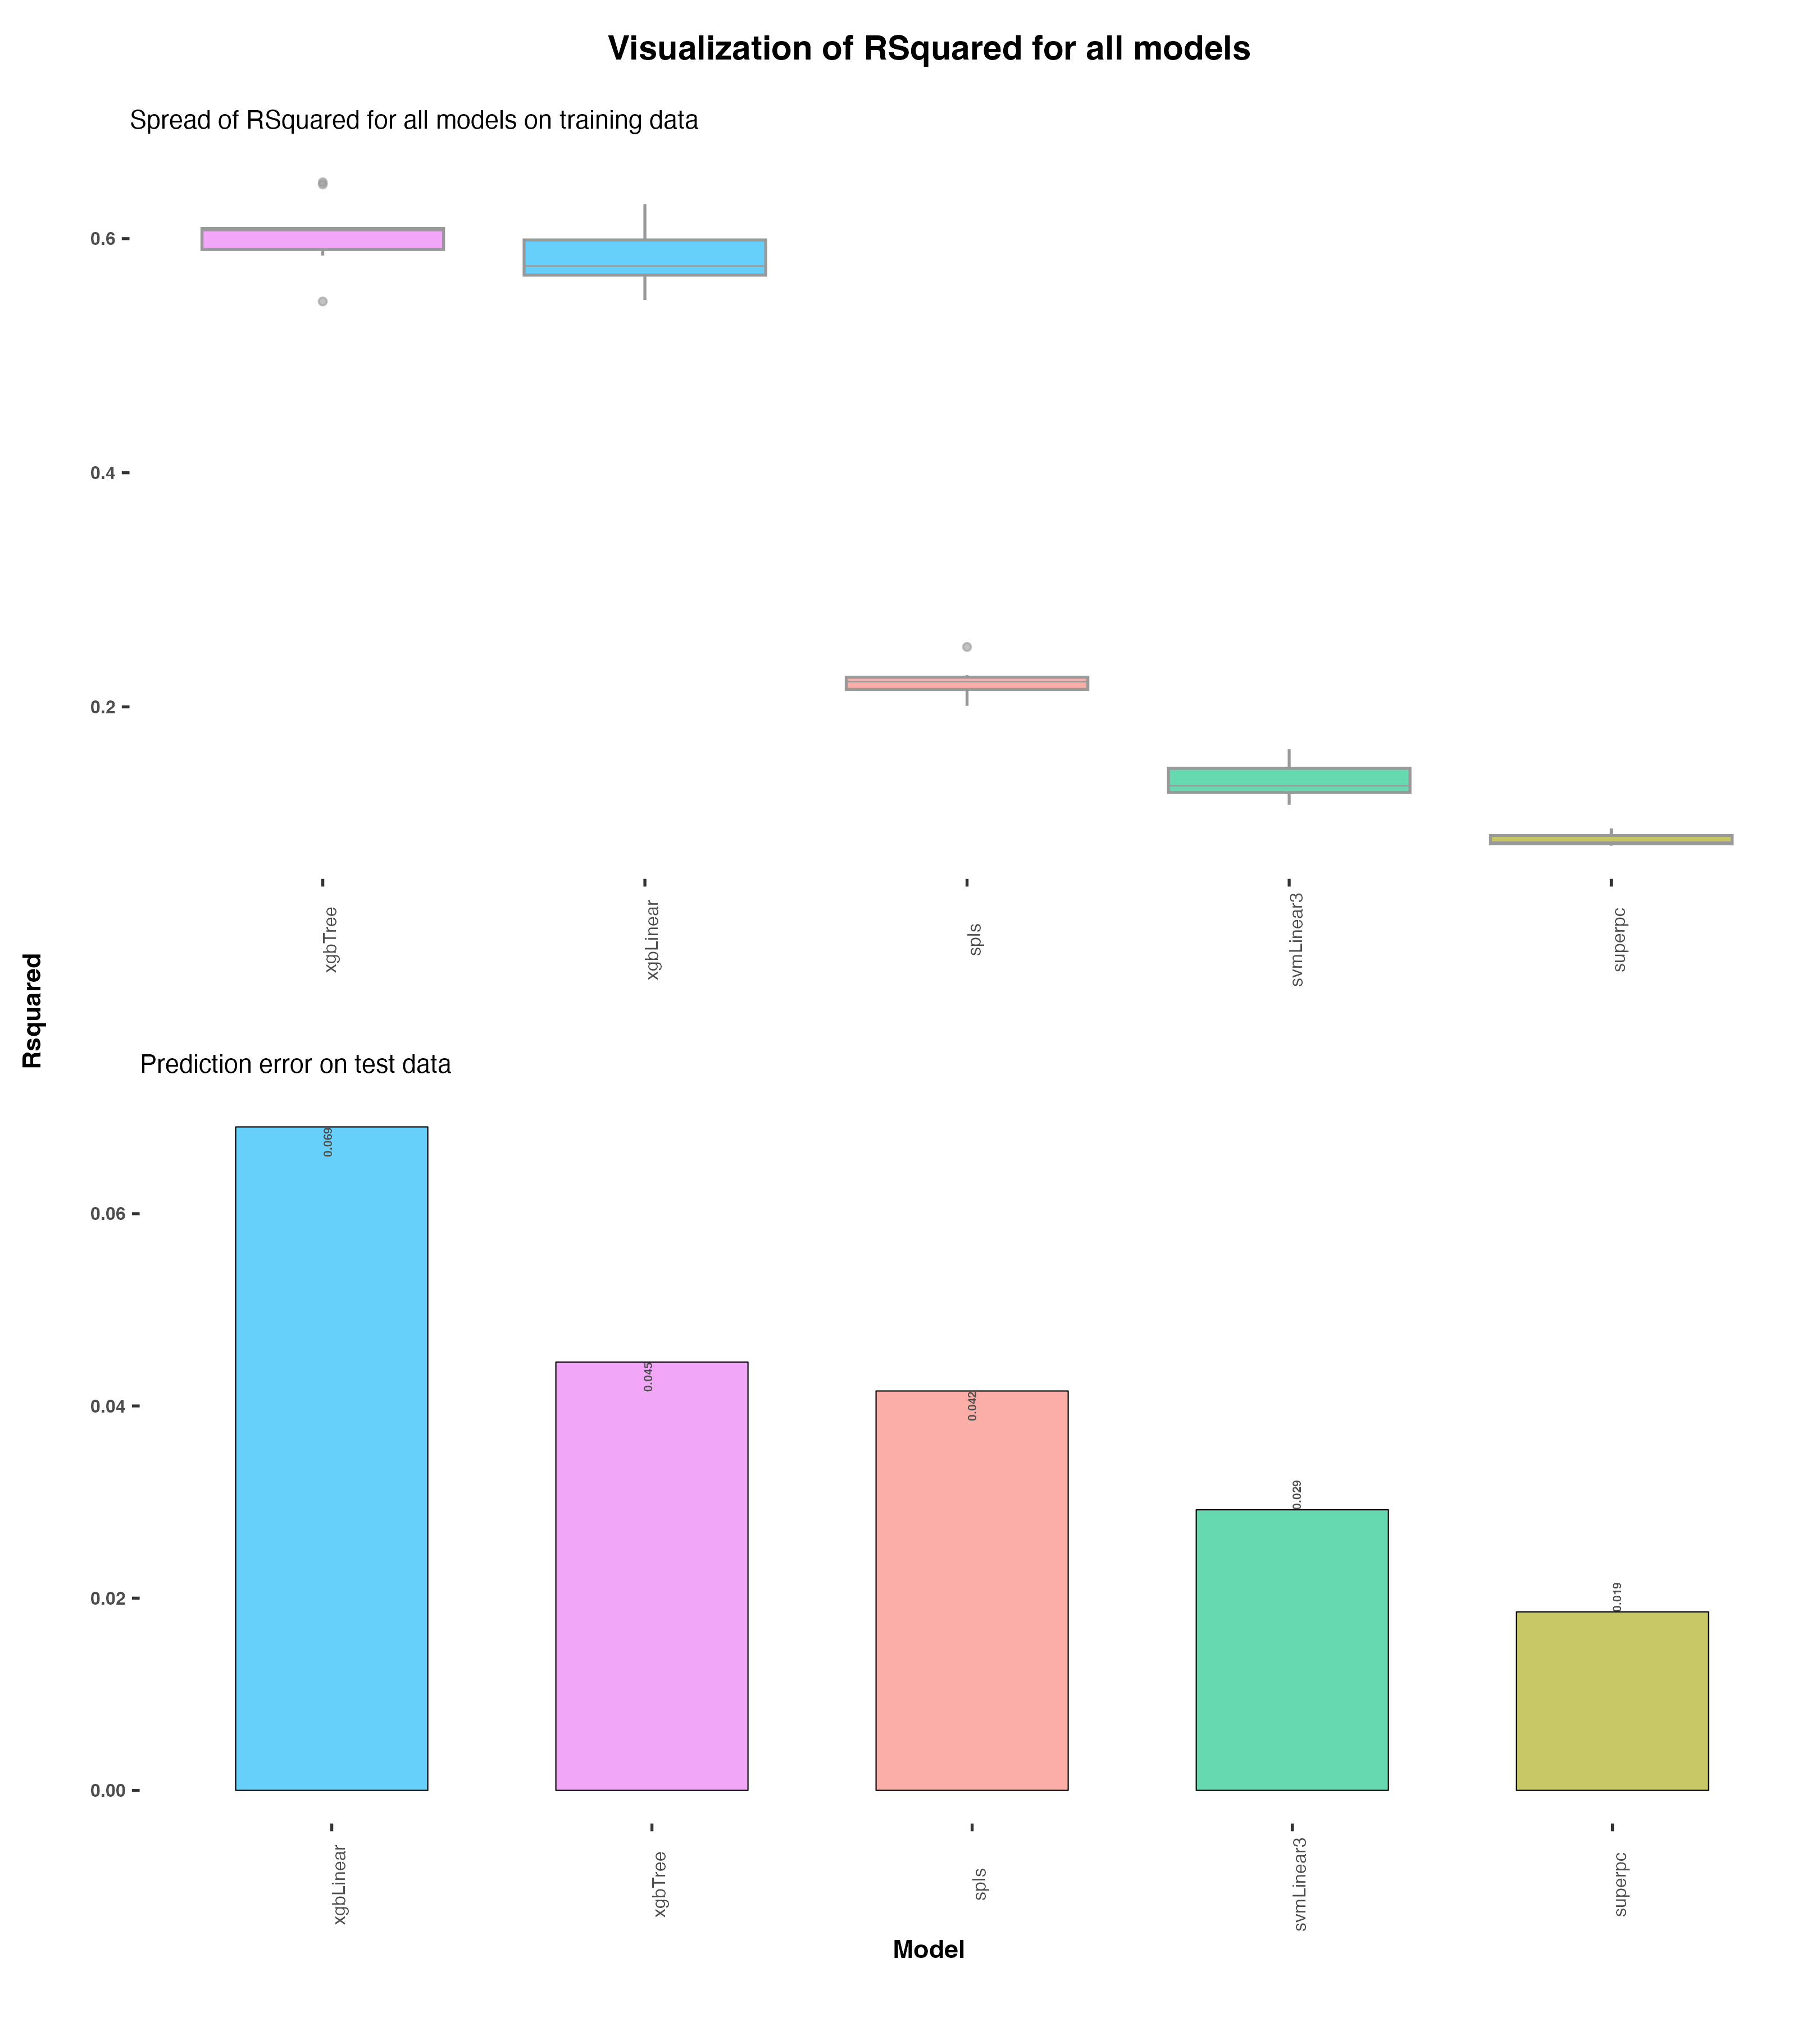 Visualization of RSquared for all models
Spread of RSquared for all models on training data
0.6
0.4
0.2
xgbTree
xgbLinear
spls
svmLinear3
superpc
Rsquared
Prediction error on test data
0.06
0.04
0.02
0.00
0.069
0.045
0.042
0.029
0.019
xgbLinear
xgbTree
spls
svmLinear3
superpc
Model